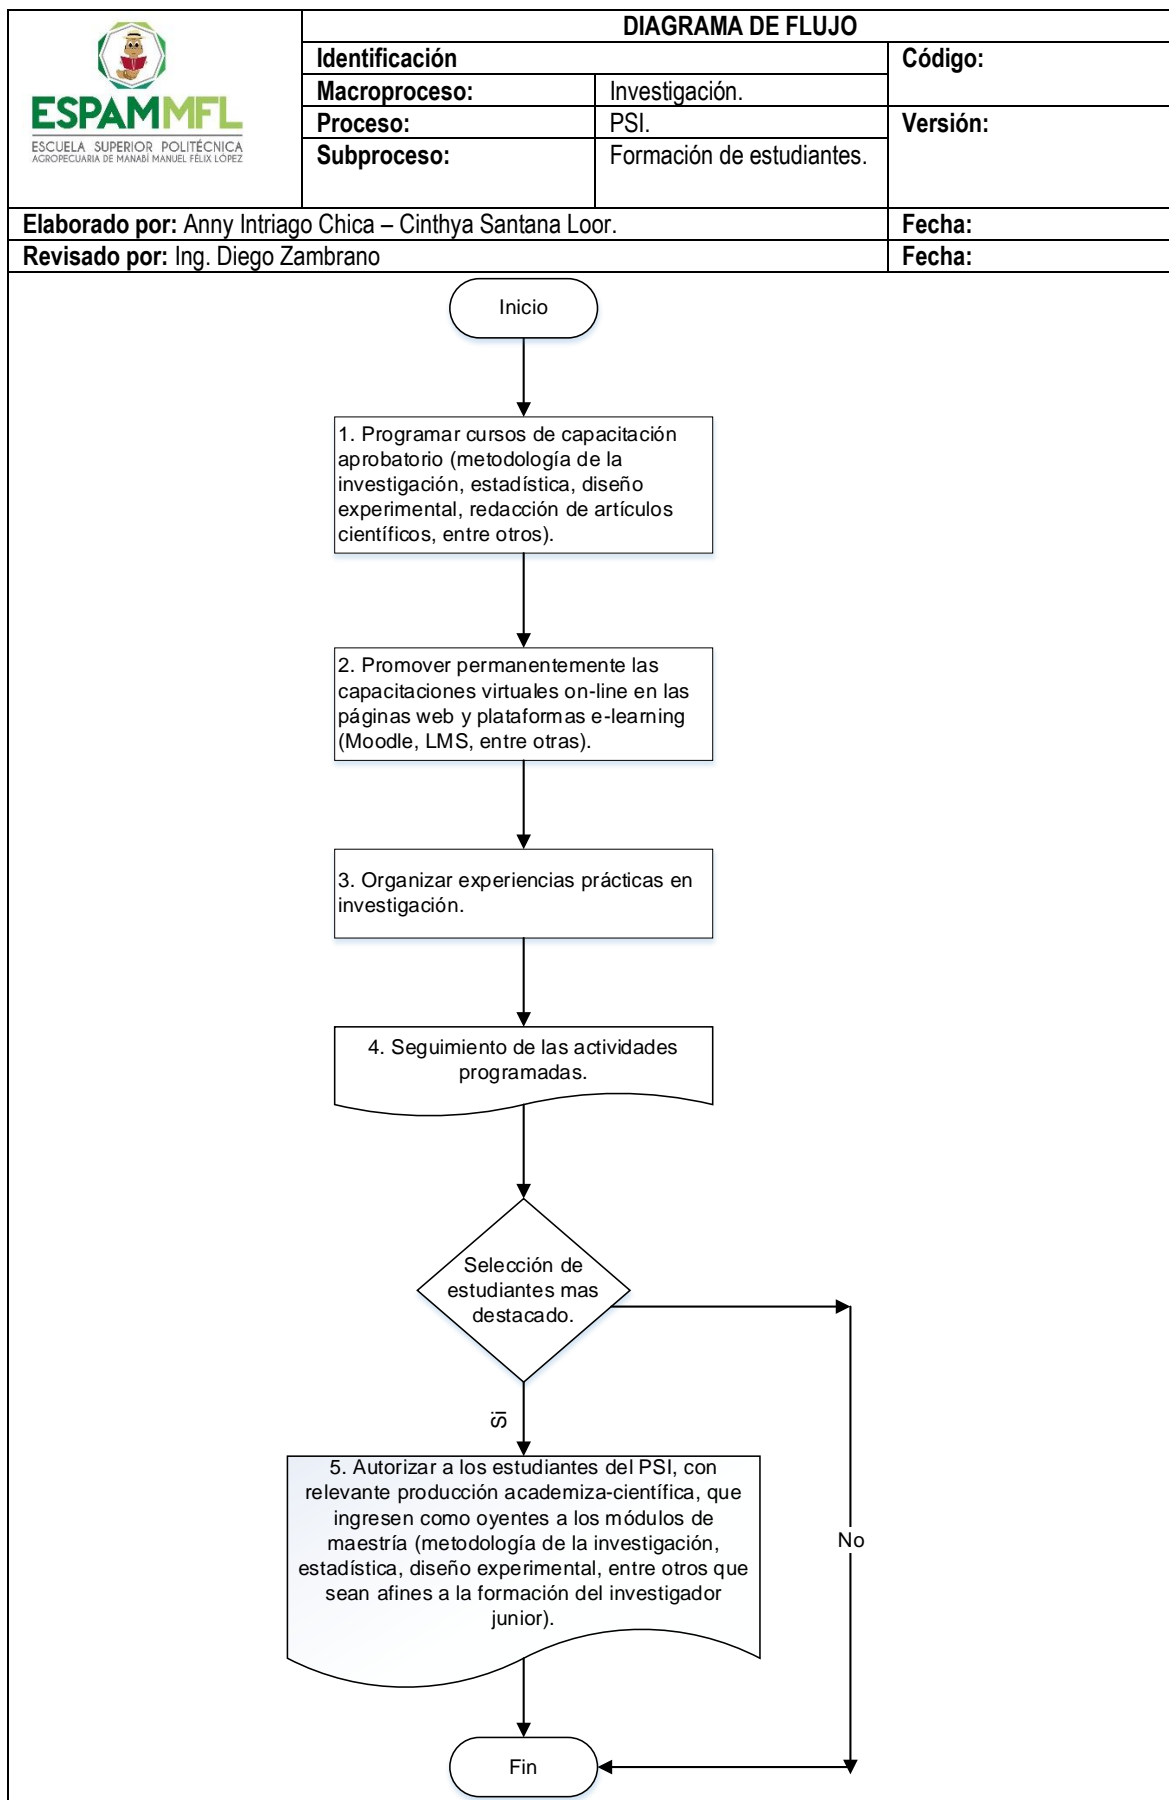 ESPAMMFL
ESCUELA SUPERIOR POLITÉCNICA
AGROPECUARIA DE MANABÍ MANUEL FÉLIX LÓPEZ
DIAGRAMA DE FLUJO
Identificación
Código:
Macroproceso:
Investigación.
Proceso:
PSI.
Versión:
Subproceso:
Formación de estudiantes.
Elaborado por: Anny Intriago Chica – Cinthya Santana Loor.
Fecha:
Revisado por: Ing. Diego Zambrano
Fecha:
Inicio
1. Programar cursos de capacitación
aprobatorio (metodología de la
investigación, estadística, diseño
experimental, redacción de artículos
científicos, entre otros).
2. Promover permanentemente las
capacitaciones virtuales on-line en las
páginas web y plataformas e-learning
(Moodle, LMS, entre otras).
3. Organizar experiencias prácticas en
investigación.
4. Seguimiento de las actividades
programadas.
Selección de
estudiantes mas
destacado.
Si
5. Autorizar a los estudiantes del PSI, con
relevante producción academiza-científica, que
ingresen como oyentes a los módulos de
maestría (metodología de la investigación,
estadística, diseño experimental, entre otros que
sean afines a la formación del investigador
junior).
No
Fin